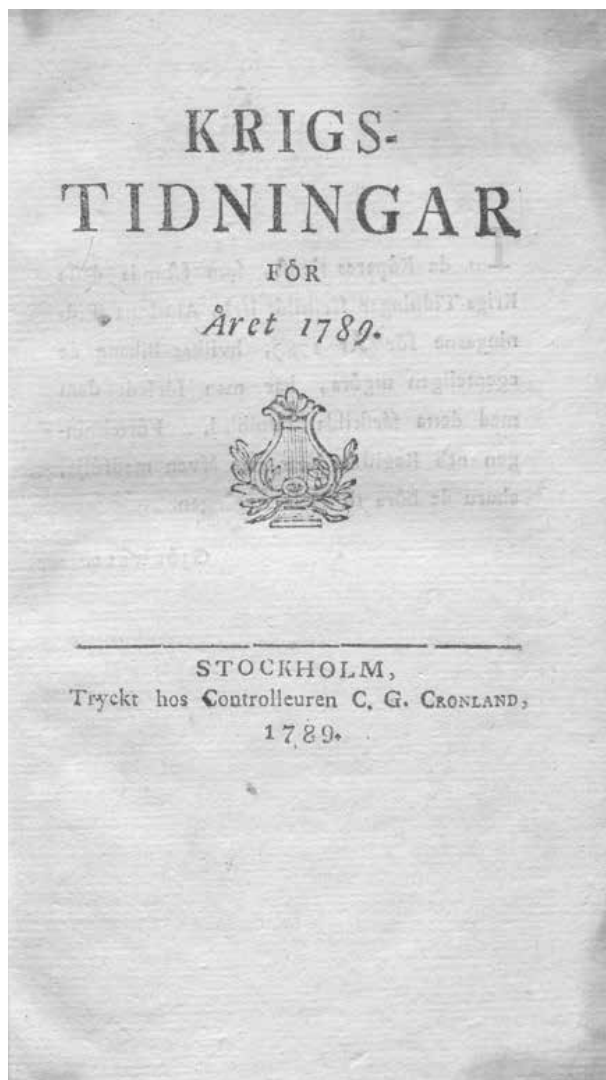 KRIGS-
TIDNINGAR
FÖR
Året 1789.
STOCKHOLM,
Tryckt hos Controlleuren C. G. CRONLAND,
1789.